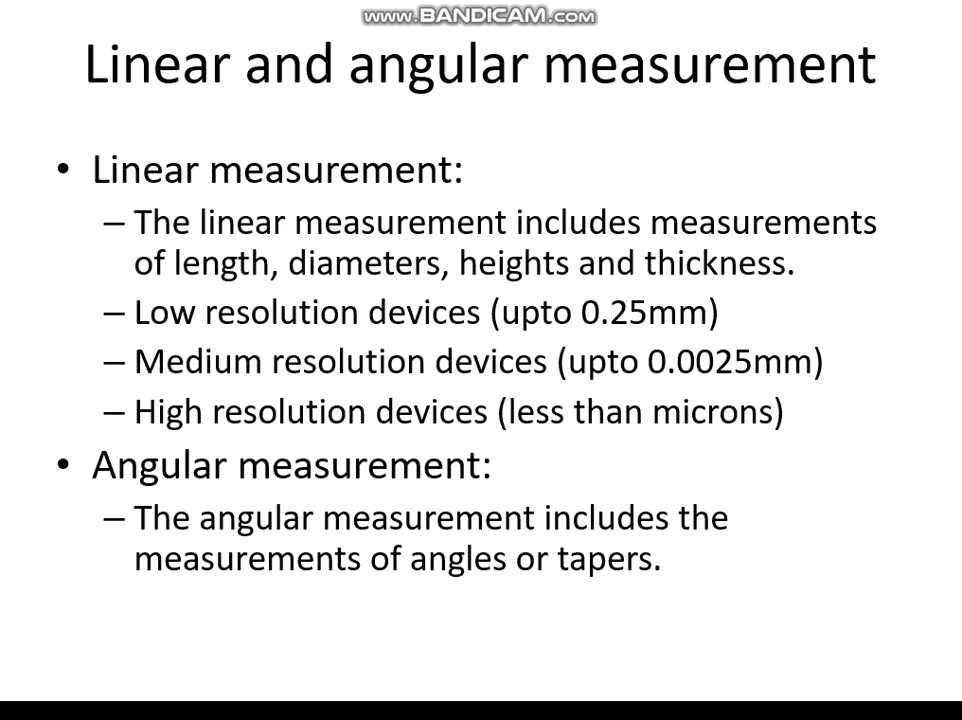 www.BANDICAM.com
Linear and angular measurement
• Linear measurement:
– The linear measurement includes measurements
of length, diameters, heights and thickness.
– Low resolution devices (upto 0.25mm)
– Medium resolution devices (upto 0.0025mm)
– High resolution devices (less than microns)
• Angular measurement:
– The angular measurement includes the
measurements of angles or tapers.